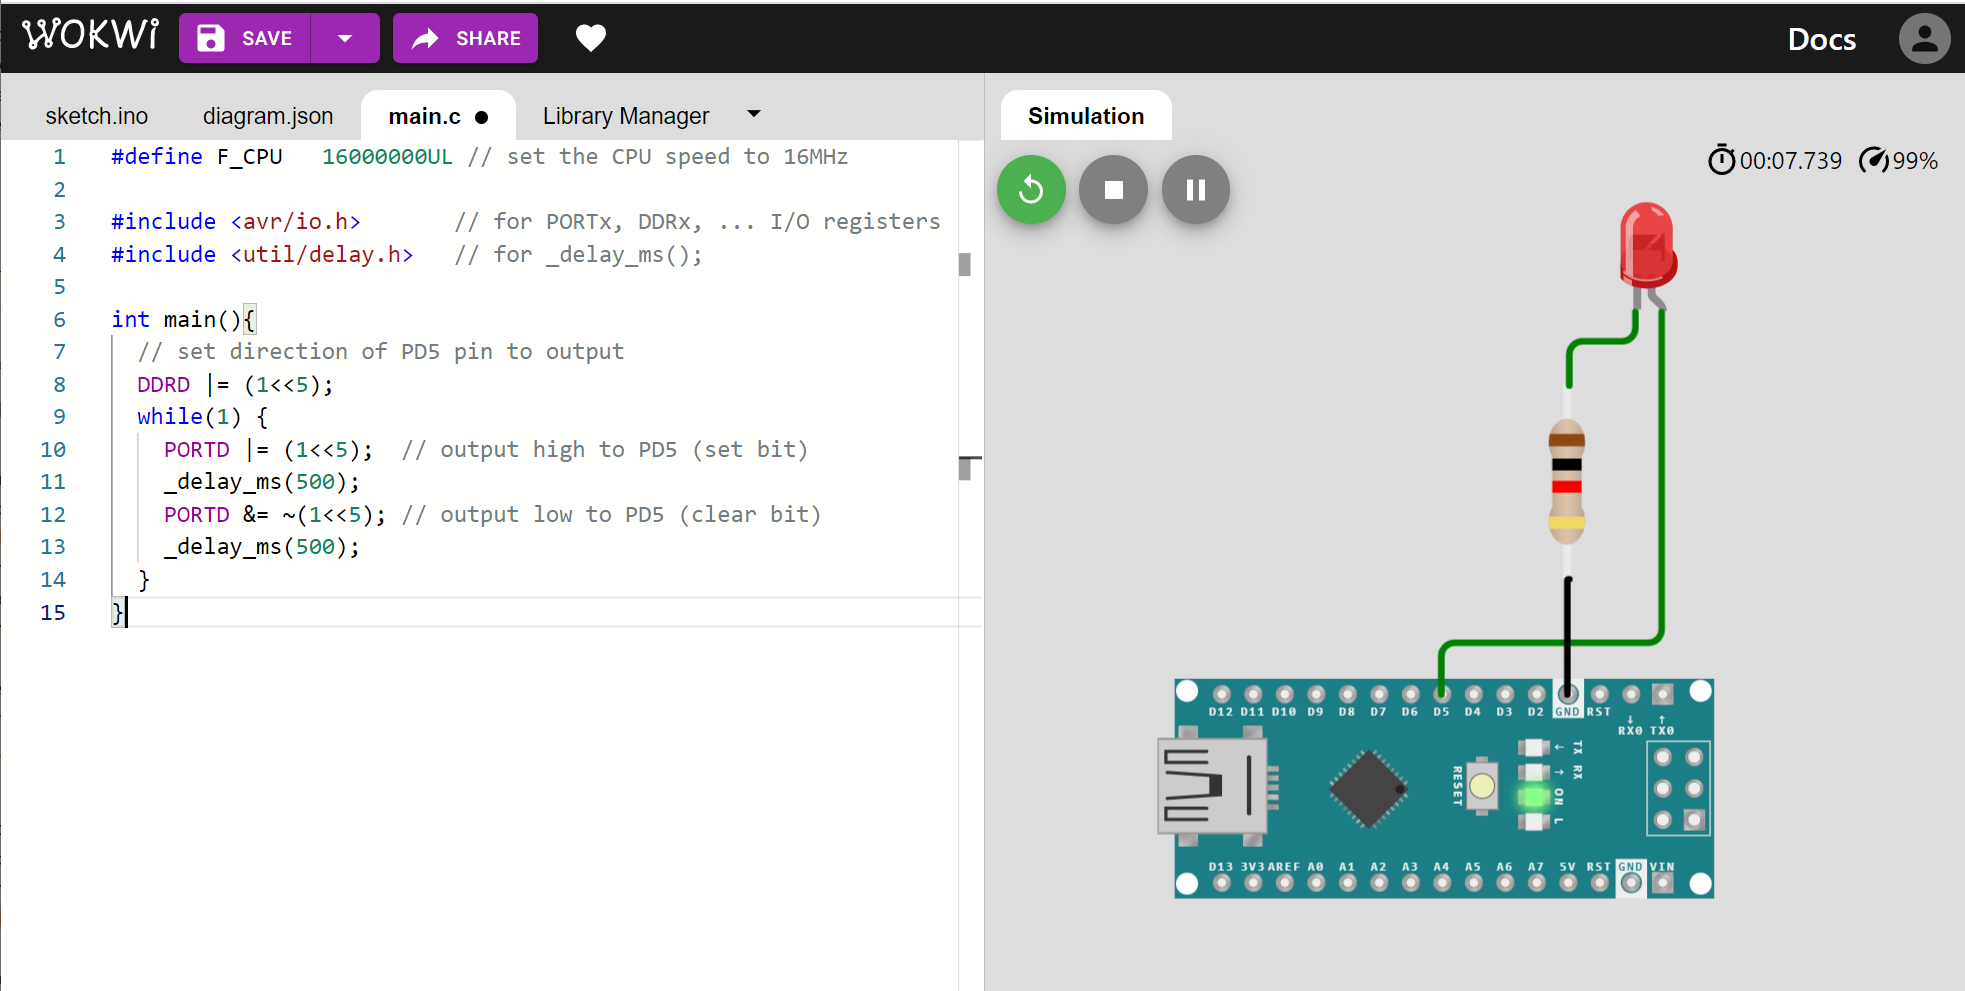 WOKWi SAVE SHARE Docs
sketch.ino diagram.json main.c ● Library Manager
1 #define F_CPU   16000000UL // set the CPU speed to 16MHz
2
3 #include <avr/io.h>       // for PORTx, DDRx, ... I/O registers
4 #include <util/delay.h>   // for _delay_ms();
5
6 int main(){
7   // set direction of PD5 pin to output
8   DDRD |= (1<<5);
9   while(1) {
10     PORTD |= (1<<5);  // output high to PD5 (set bit)
11     _delay_ms(500);
12     PORTD &= ~(1<<5); // output low to PD5 (clear bit)
13     _delay_ms(500);
14   }
15 }
Simulation
00:07.739 99%
D12 D11 D10 D9 D8 D7 D6 D5 D4 D3 D2 GND RST
↓ ↑
RX0 TX0
RESET
← TX
→ RX
ON
L
D13 3V3 AREF A0 A1 A2 A3 A4 A5 A6 A7 5V RST GND VIN